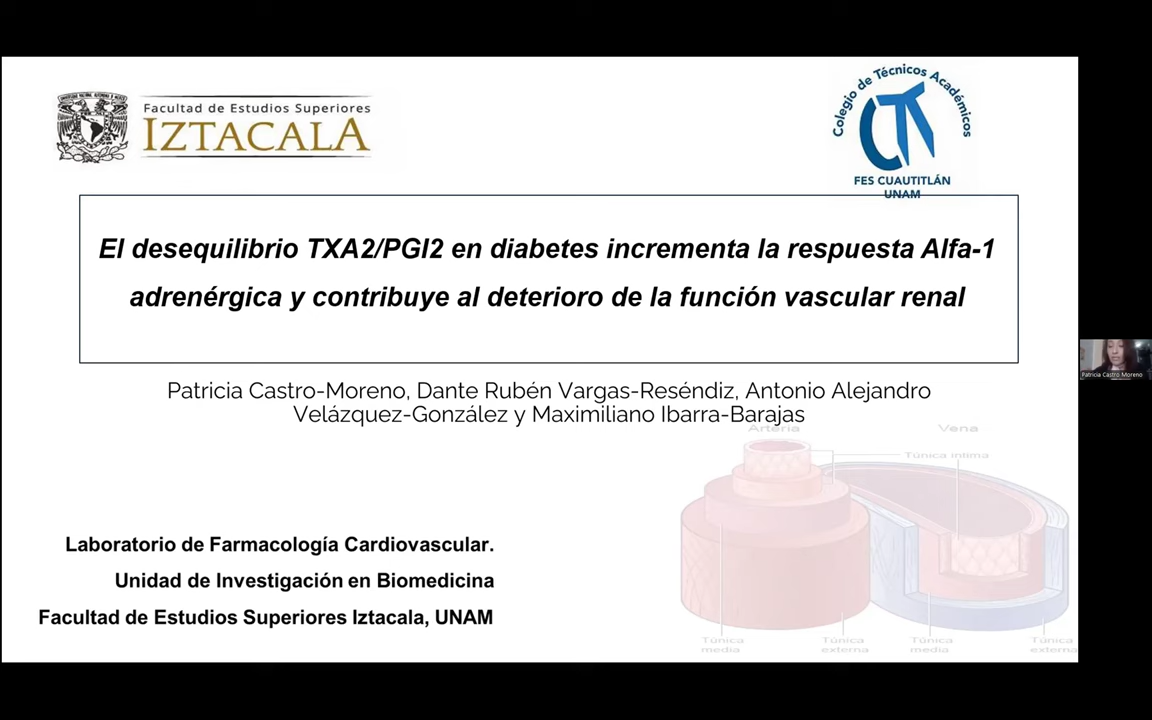 Facultad de Estudios Superiores
IZTACALA
Colegio de Técnicos Académicos
FES CUAUTITLÁN
UNAM
El desequilibrio TXA2/PGI2 en diabetes incrementa la respuesta Alfa-1
adrenérgica y contribuye al deterioro de la función vascular renal
Patricia Castro-Moreno, Dante Rubén Vargas-Reséndiz, Antonio Alejandro
Velázquez-González y Maximiliano Ibarra-Barajas
Patricia Castro Moreno
Arteria
Vena
Túnica íntima
Laboratorio de Farmacología Cardiovascular.
Unidad de Investigación en Biomedicina
Facultad de Estudios Superiores Iztacala, UNAM
Túnica
media
Túnica
externa
Túnica
media
Túnica
externa